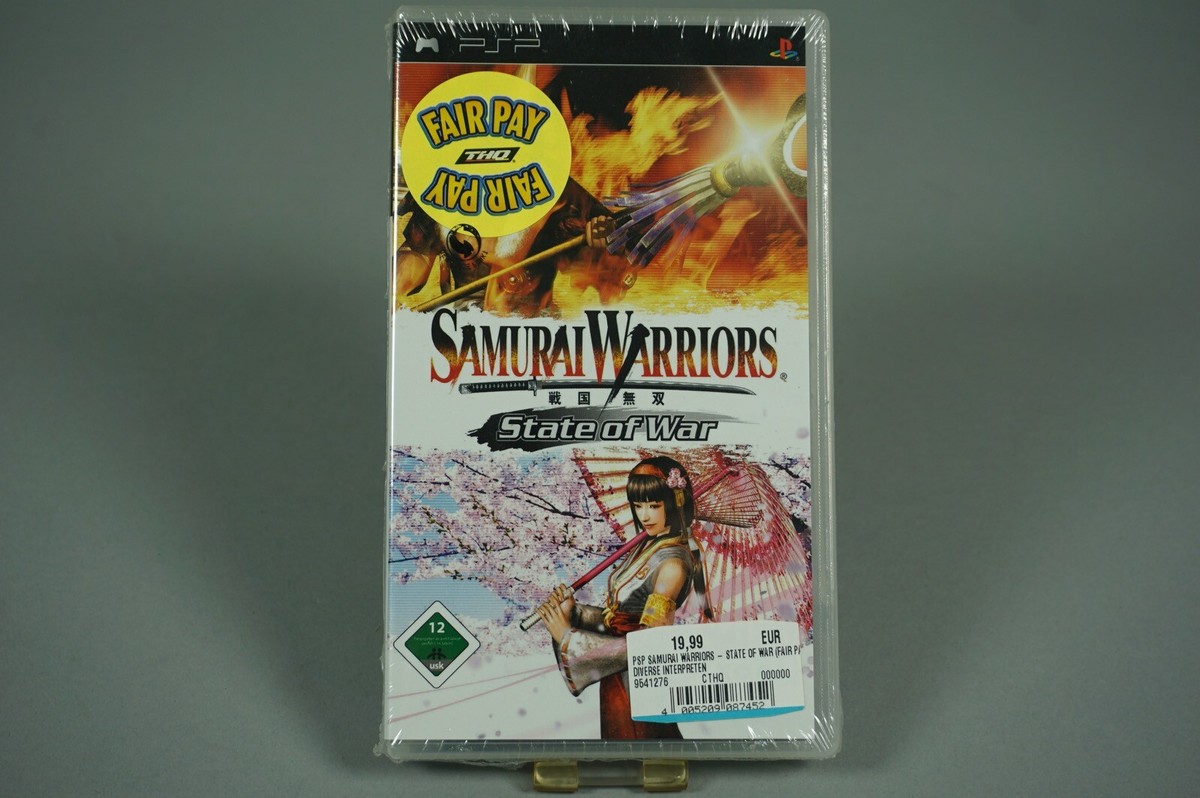 PSP
FAIR PAY
THQ
FAIR PAY
SAMURAI WARRIORS®
戦国無双
State of War
12
usk
19,99 EUR
PSP SAMURAI WARRIORS – STATE OF WAR (FAIR PA
DIVERSE INTERPRETEN
9541276 CTHQ 000000
4 005209 087452